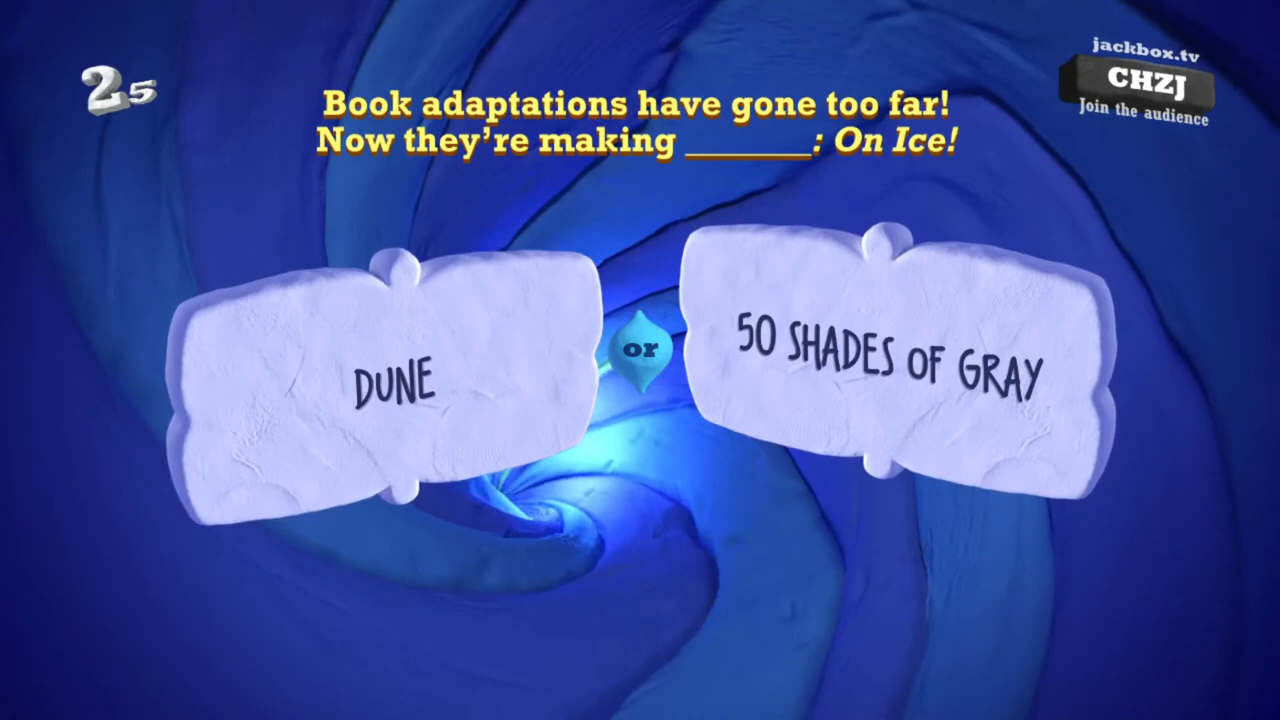 25
jackbox.tv
CHZJ
Join the audience
Book adaptations have gone too far!
Now they're making _______: On Ice!
DUNE
or
50 SHADES OF GRAY